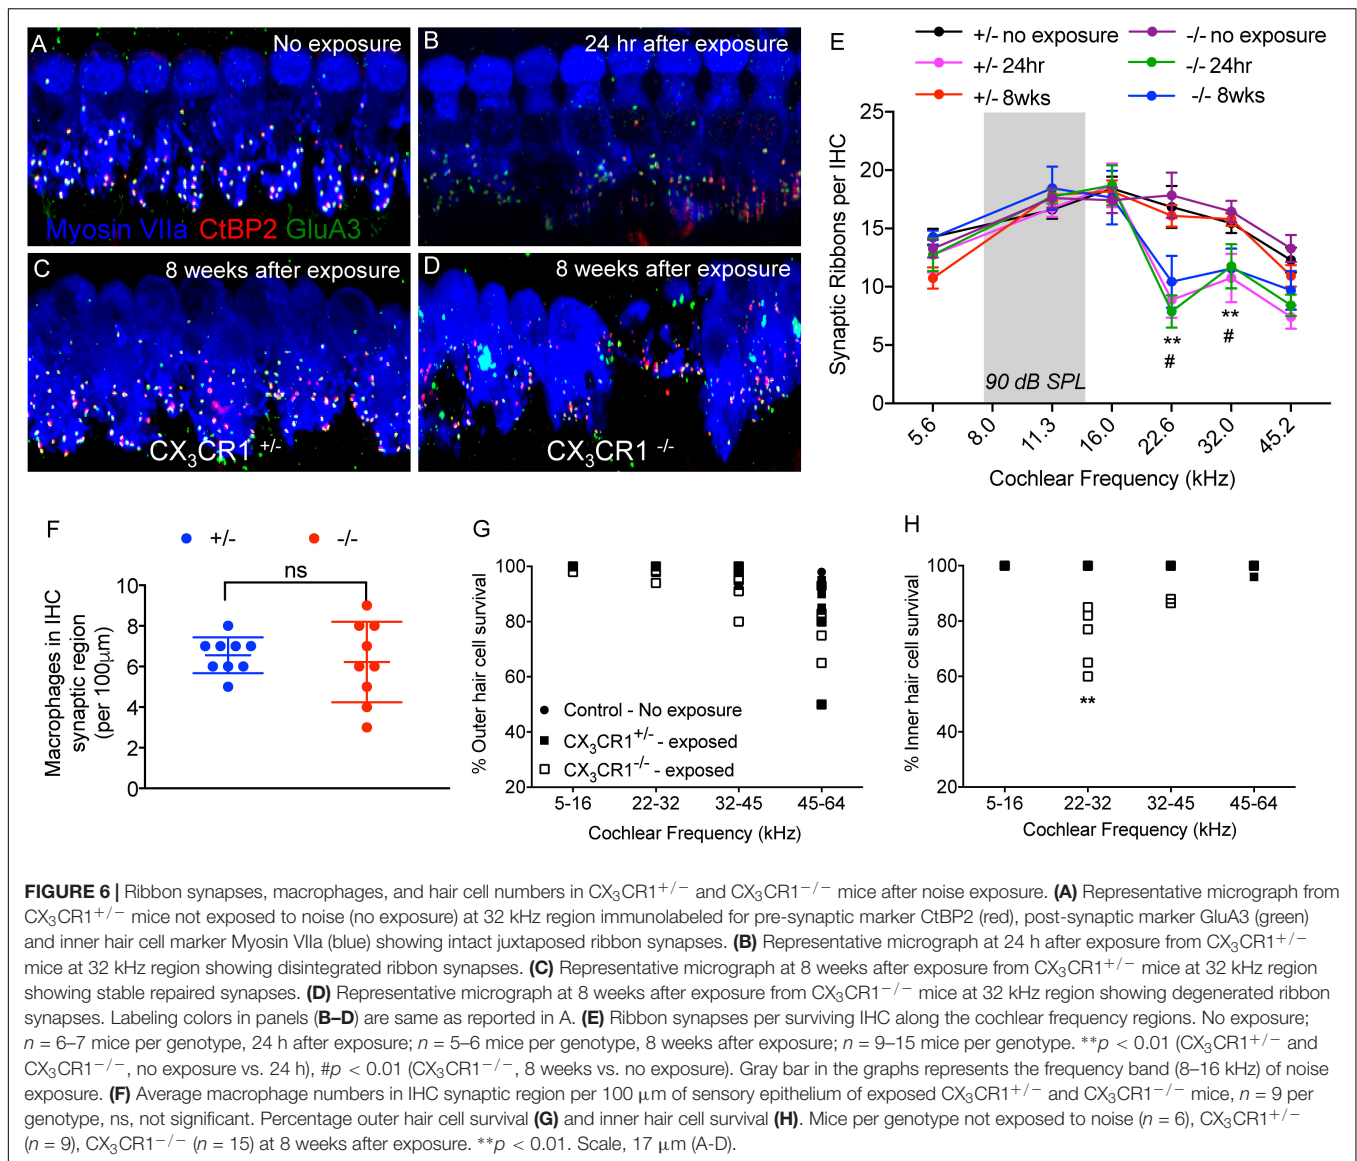 A
No exposure
Myosin VIIa CtBP2 GluA3
B
24 hr after exposure
C
8 weeks after exposure
CX3CR1 +/-
D
8 weeks after exposure
CX3CR1 -/-
E
+/- no exposure
-/- no exposure
+/- 24hr
-/- 24hr
+/- 8wks
-/- 8wks
Synaptic Ribbons per IHC
25
20
15
10
5
0
**
#
**
#
90 dB SPL
5.6 8.0 11.3 16.0 22.6 32.0 45.2
Cochlear Frequency (kHz)
F
+/- -/-
ns
Macrophages in IHC
synaptic region
(per 100μm)
10
8
6
4
2
0
G
% Outer hair cell survival
100
80
60
40
20
Control - No exposure
CX3CR1+/- - exposed
CX3CR1-/- - exposed
5-16 22-32 32-45 45-64
Cochlear Frequency (kHz)
H
% Inner hair cell survival
100
80
60
40
20
**
5-16 22-32 32-45 45-64
Cochlear Frequency (kHz)
FIGURE 6 | Ribbon synapses, macrophages, and hair cell numbers in CX3CR1+/− and CX3CR1−/− mice after noise exposure. (A) Representative micrograph from
CX3CR1+/− mice not exposed to noise (no exposure) at 32 kHz region immunolabeled for pre-synaptic marker CtBP2 (red), post-synaptic marker GluA3 (green)
and inner hair cell marker Myosin VIIa (blue) showing intact juxtaposed ribbon synapses. (B) Representative micrograph at 24 h after exposure from CX3CR1+/−
mice at 32 kHz region showing disintegrated ribbon synapses. (C) Representative micrograph at 8 weeks after exposure from CX3CR1+/− mice at 32 kHz region
showing stable repaired synapses. (D) Representative micrograph at 8 weeks after exposure from CX3CR1−/− mice at 32 kHz region showing degenerated ribbon
synapses. Labeling colors in panels (B–D) are same as reported in A. (E) Ribbon synapses per surviving IHC along the cochlear frequency regions. No exposure;
n = 6–7 mice per genotype, 24 h after exposure; n = 5–6 mice per genotype, 8 weeks after exposure; n = 9–15 mice per genotype. **p < 0.01 (CX3CR1+/− and
CX3CR1−/−, no exposure vs. 24 h), #p < 0.01 (CX3CR1−/−, 8 weeks vs. no exposure). Gray bar in the graphs represents the frequency band (8–16 kHz) of noise
exposure. (F) Average macrophage numbers in IHC synaptic region per 100 μm of sensory epithelium of exposed CX3CR1+/− and CX3CR1−/− mice, n = 9 per
genotype, ns, not significant. Percentage outer hair cell survival (G) and inner hair cell survival (H). Mice per genotype not exposed to noise (n = 6), CX3CR1+/−
(n = 9), CX3CR1−/− (n = 15) at 8 weeks after exposure. **p < 0.01. Scale, 17 μm (A-D).